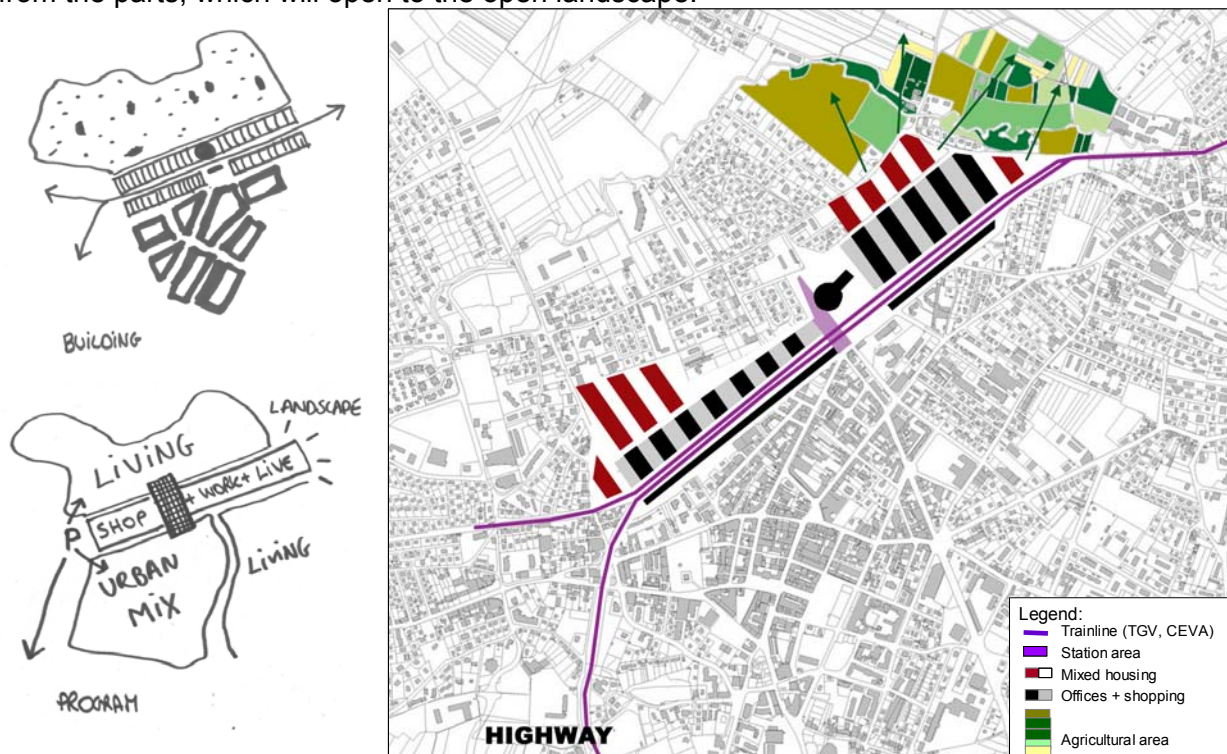 from the parts, which will open to the open landscape.
BUILDING
LANDSCAPE
LIVING
SHOP
+ WORK + LIVE
P
URBAN
MIX
LIVING
PROGRAM
HIGHWAY
Legend:
Trainline (TGV, CEVA)
Station area
Mixed housing
Offices + shopping
Agricultural area